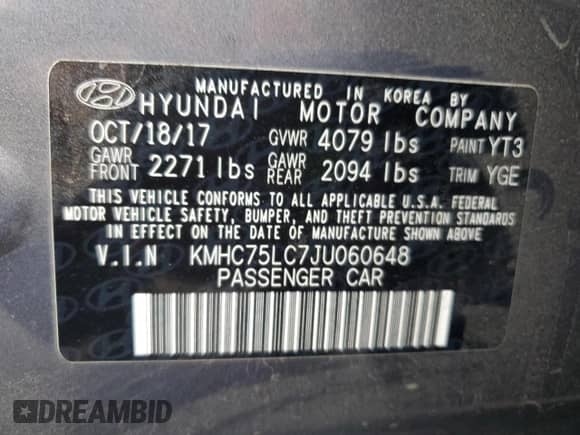 MANUFACTURED IN KOREA BY
HYUNDAI MOTOR COMPANY
OCT/18/17 GVWR 4079 lbs PAINT YT3
GAWR FRONT 2271 lbs GAWR REAR 2094 lbs TRIM YGE
THIS VEHICLE CONFORMS TO ALL APPLICABLE U.S.A. FEDERAL
MOTOR VEHICLE SAFETY, BUMPER, AND THEFT PREVENTION STANDARDS
IN EFFECT ON THE DATE OF MANUFACTURE SHOWN ABOVE
V.I.N KMHC75LC7JU060648
PASSENGER CAR
DREAMBID